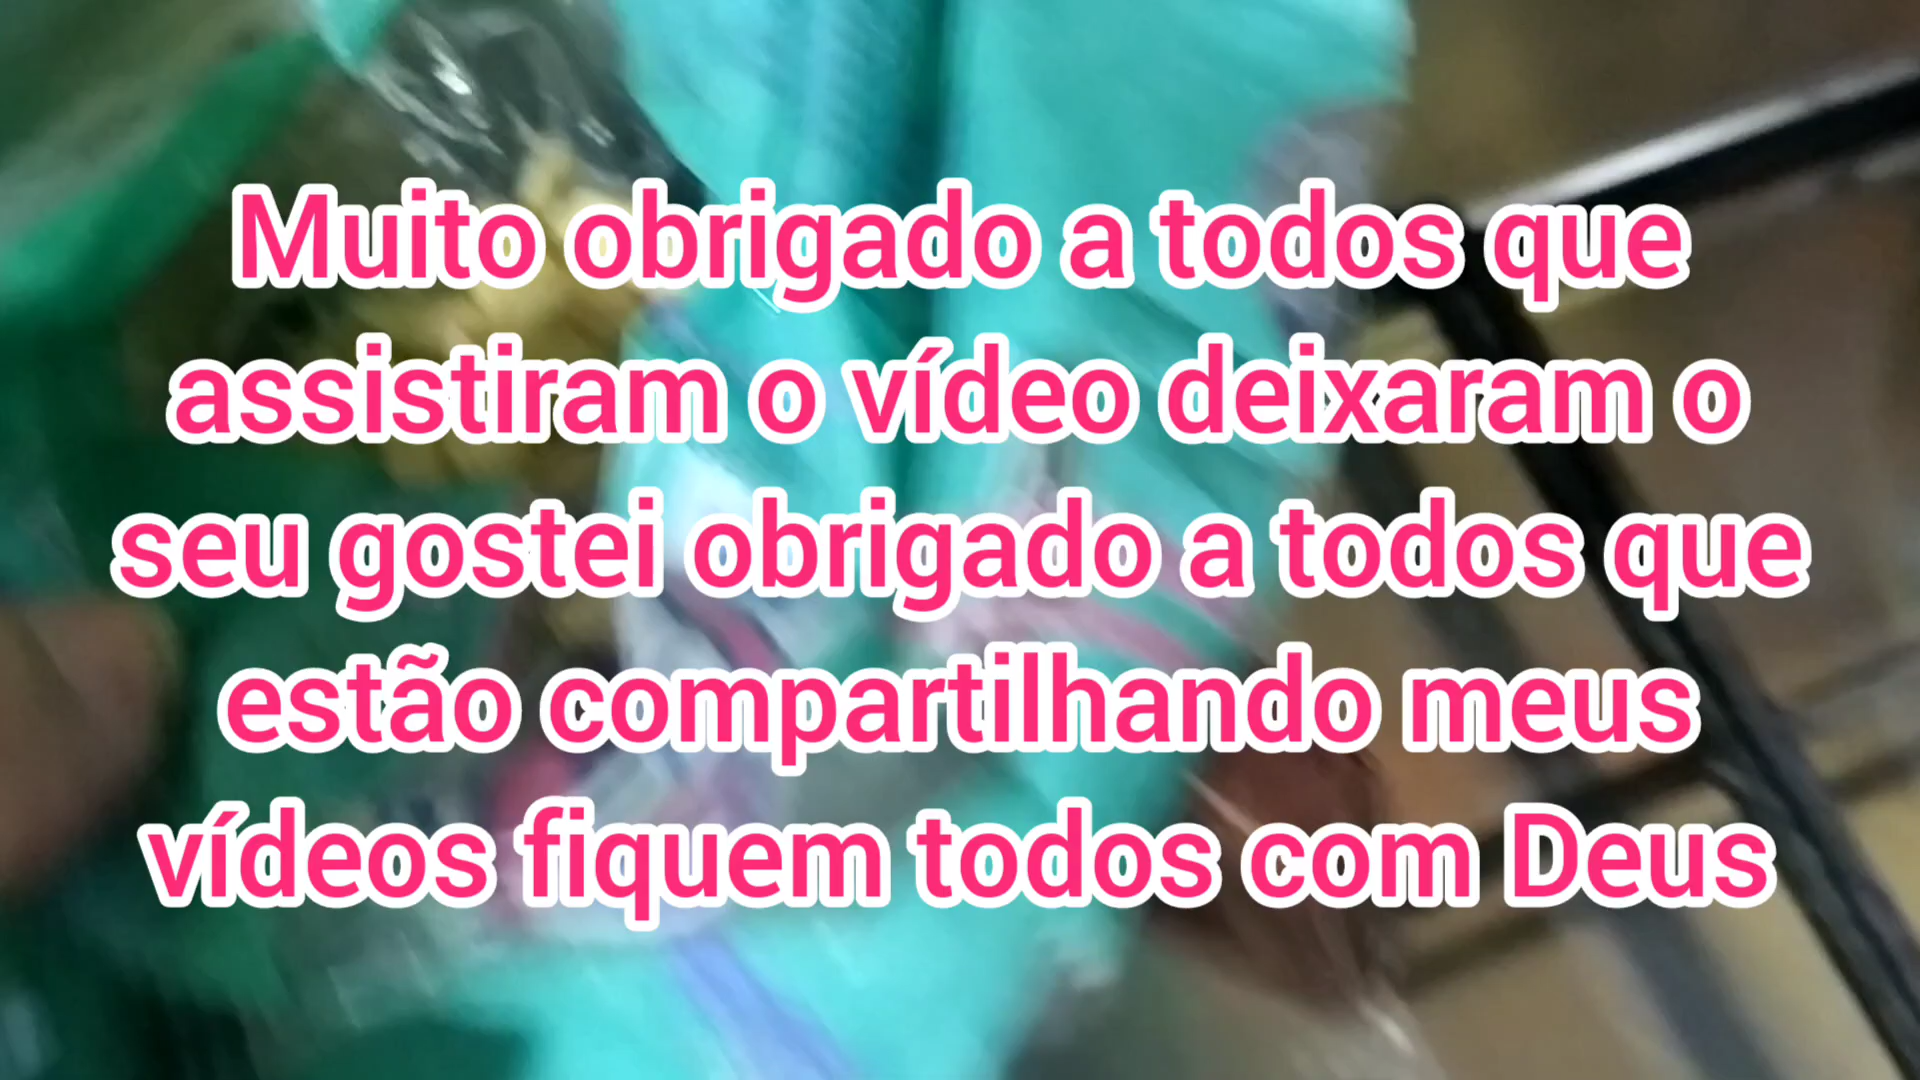 Muito obrigado a todos que
assistiram o vídeo deixaram o
seu gostei obrigado a todos que
estão compartilhando meus
vídeos fiquem todos com Deus